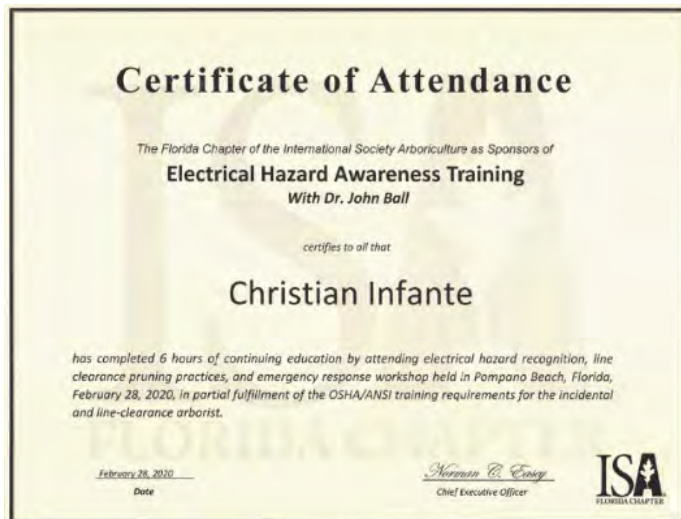 Certificate of Attendance
The Florida Chapter of the International Society Arboriculture as Sponsors of
Electrical Hazard Awareness Training
With Dr. John Ball
certifies to all that
Christian Infante
has completed 6 hours of continuing education by attending electrical hazard recognition, line
clearance pruning practices, and emergency response workshop held in Pompano Beach, Florida,
February 28, 2020, in partial fulfillment of the OSHA/ANSI training requirements for the incidental
and line-clearance arborist.
FLORIDA CHAPTER
February 28, 2020
Date
Norman C. Easey
Chief Executive Officer
ISA
FLORIDA CHAPTER